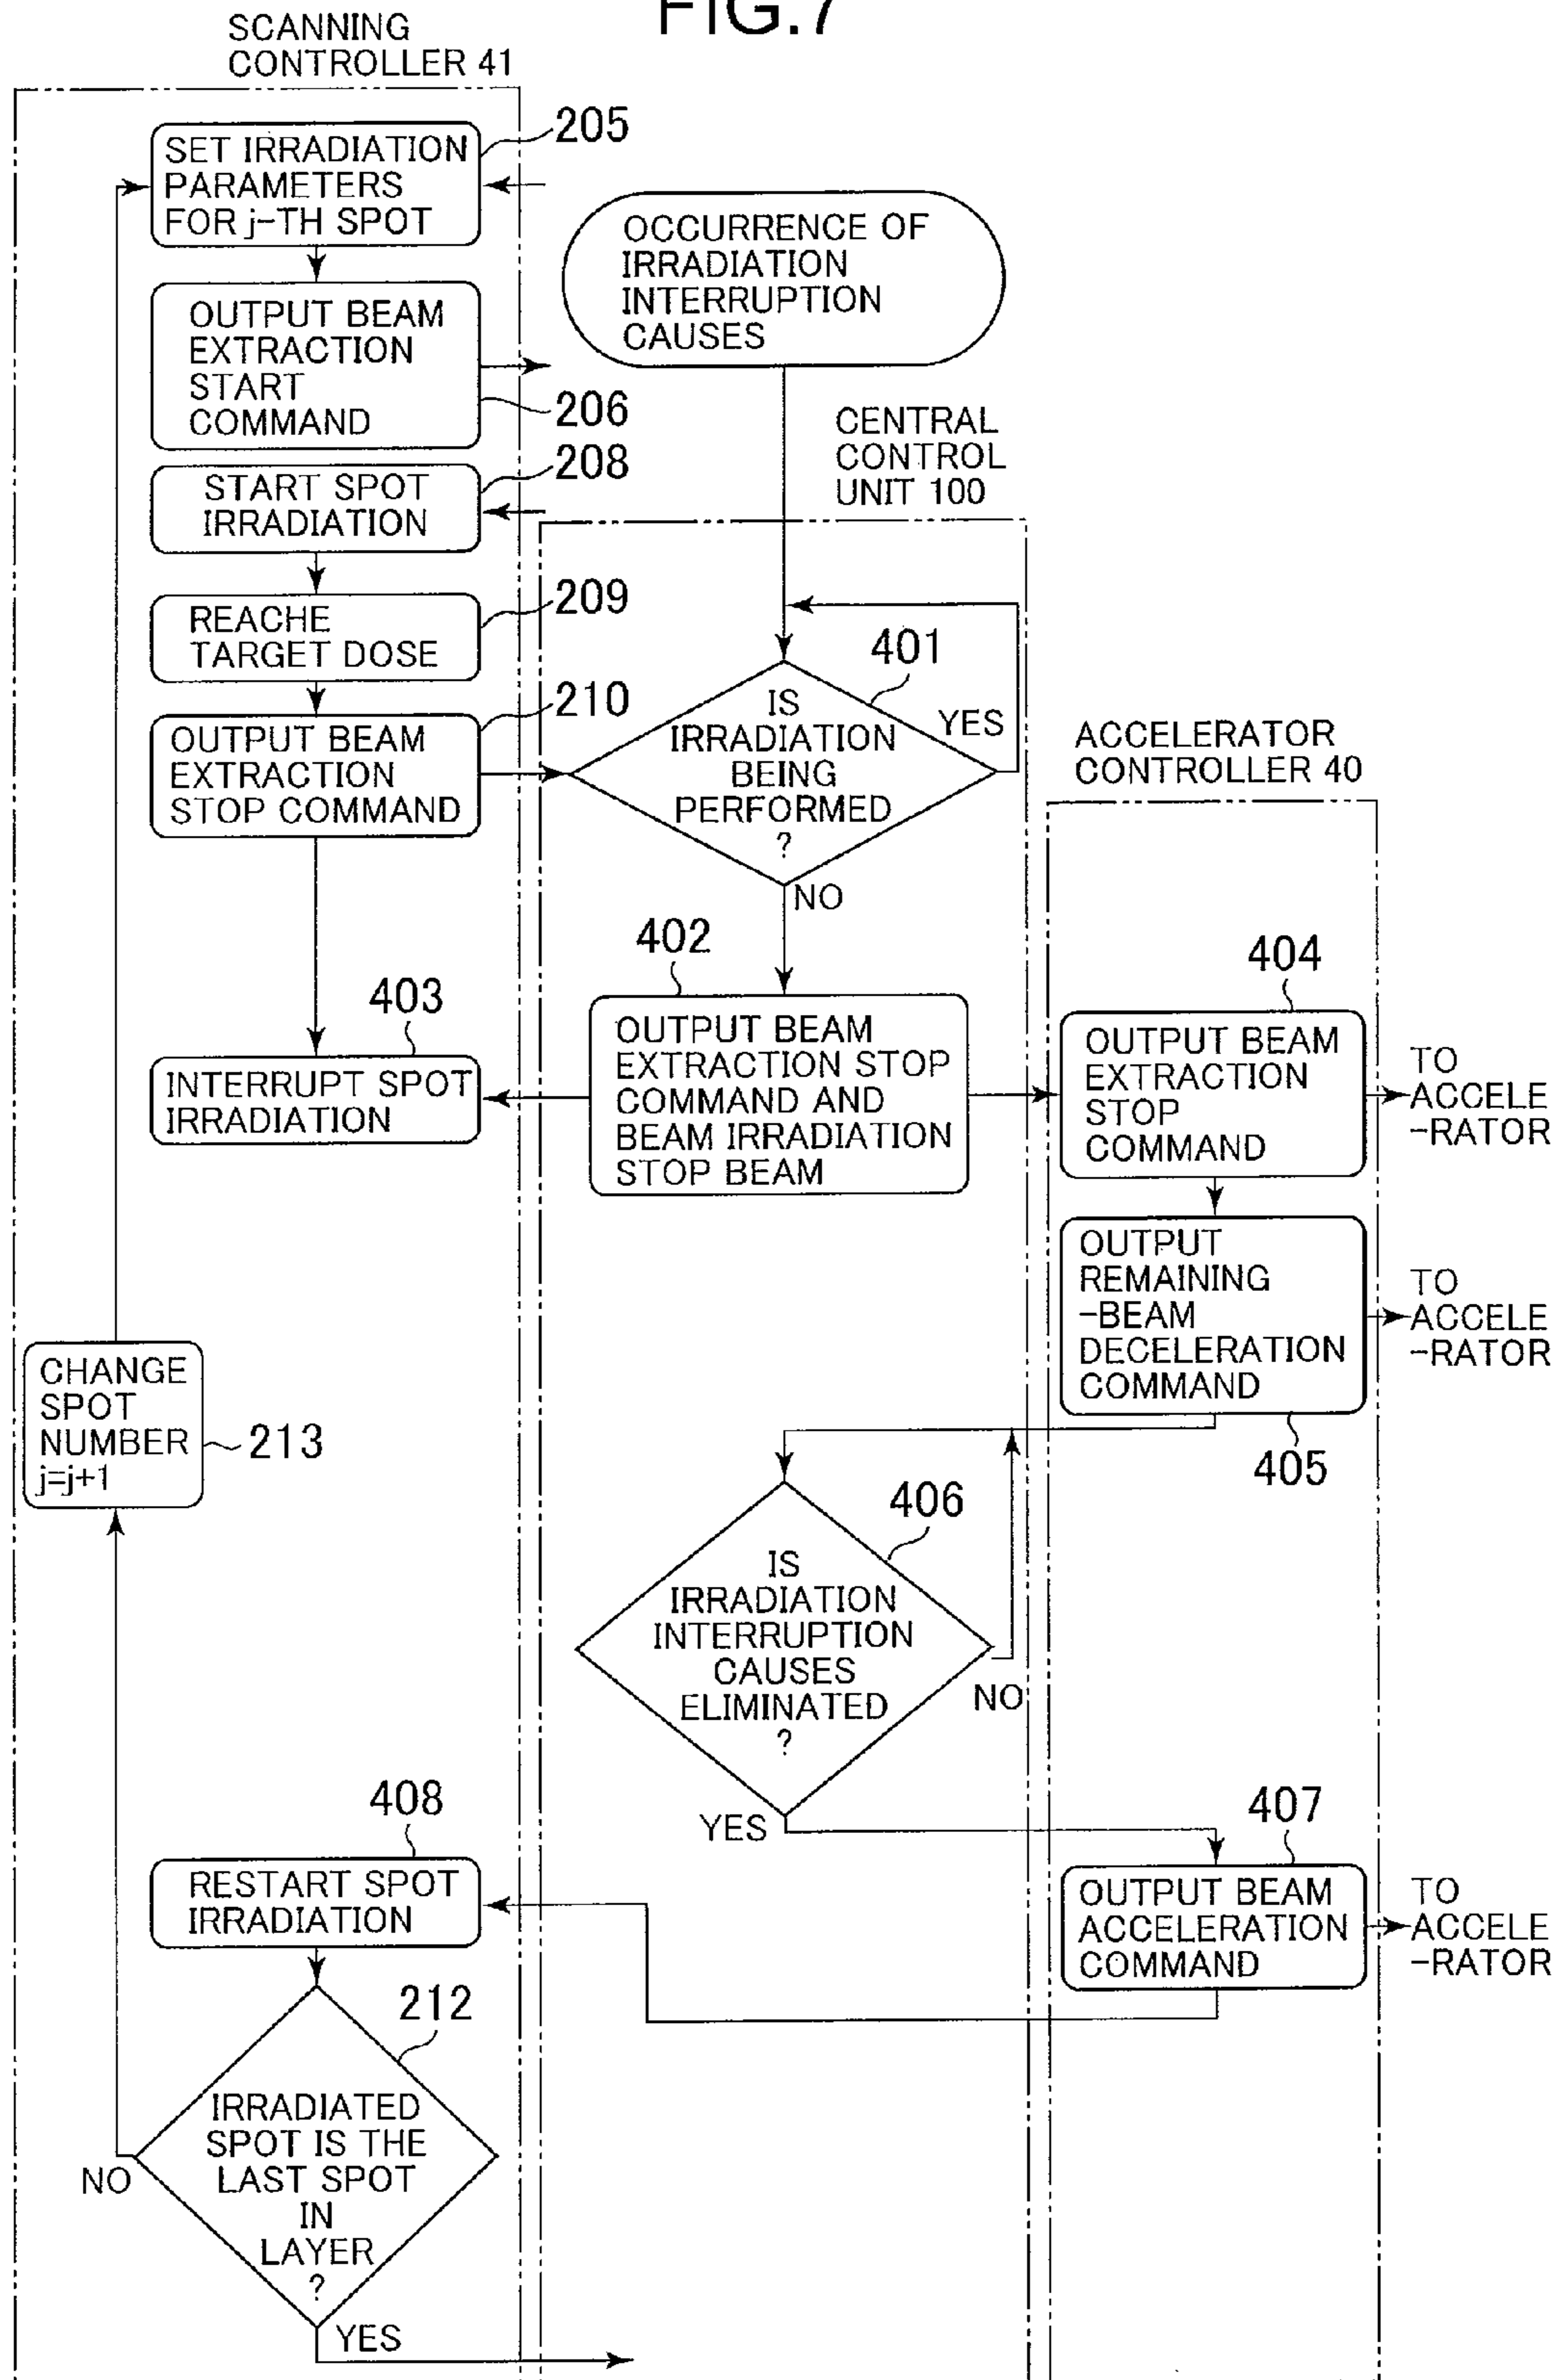 FIG.7
SCANNING
CONTROLLER 41
SET IRRADIATION
PARAMETERS
FOR j-TH SPOT
205
OUTPUT BEAM
EXTRACTION
START
COMMAND
206
START SPOT
IRRADIATION
208
REACHE
TARGET DOSE
209
OUTPUT BEAM
EXTRACTION
STOP COMMAND
210
OCCURRENCE OF
IRRADIATION
INTERRUPTION
CAUSES
CENTRAL
CONTROL
UNIT 100
401
IS
IRRADIATION
BEING
PERFORMED
?
YES
NO
ACCELERATOR
CONTROLLER 40
402
OUTPUT BEAM
EXTRACTION STOP
COMMAND AND
BEAM IRRADIATION
STOP BEAM
403
INTERRUPT SPOT
IRRADIATION
404
OUTPUT BEAM
EXTRACTION
STOP
COMMAND
TO
ACCELE
-RATOR
OUTPUT
REMAINING
-BEAM
DECELERATION
COMMAND
405
TO
ACCELE
-RATOR
CHANGE
SPOT
NUMBER
j=j+1
213
406
IS
IRRADIATION
INTERRUPTION
CAUSES
ELIMINATED
?
NO
YES
407
OUTPUT BEAM
ACCELERATION
COMMAND
TO
ACCELE
-RATOR
408
RESTART SPOT
IRRADIATION
212
IRRADIATED
SPOT IS THE
LAST SPOT
IN
LAYER
?
NO
YES